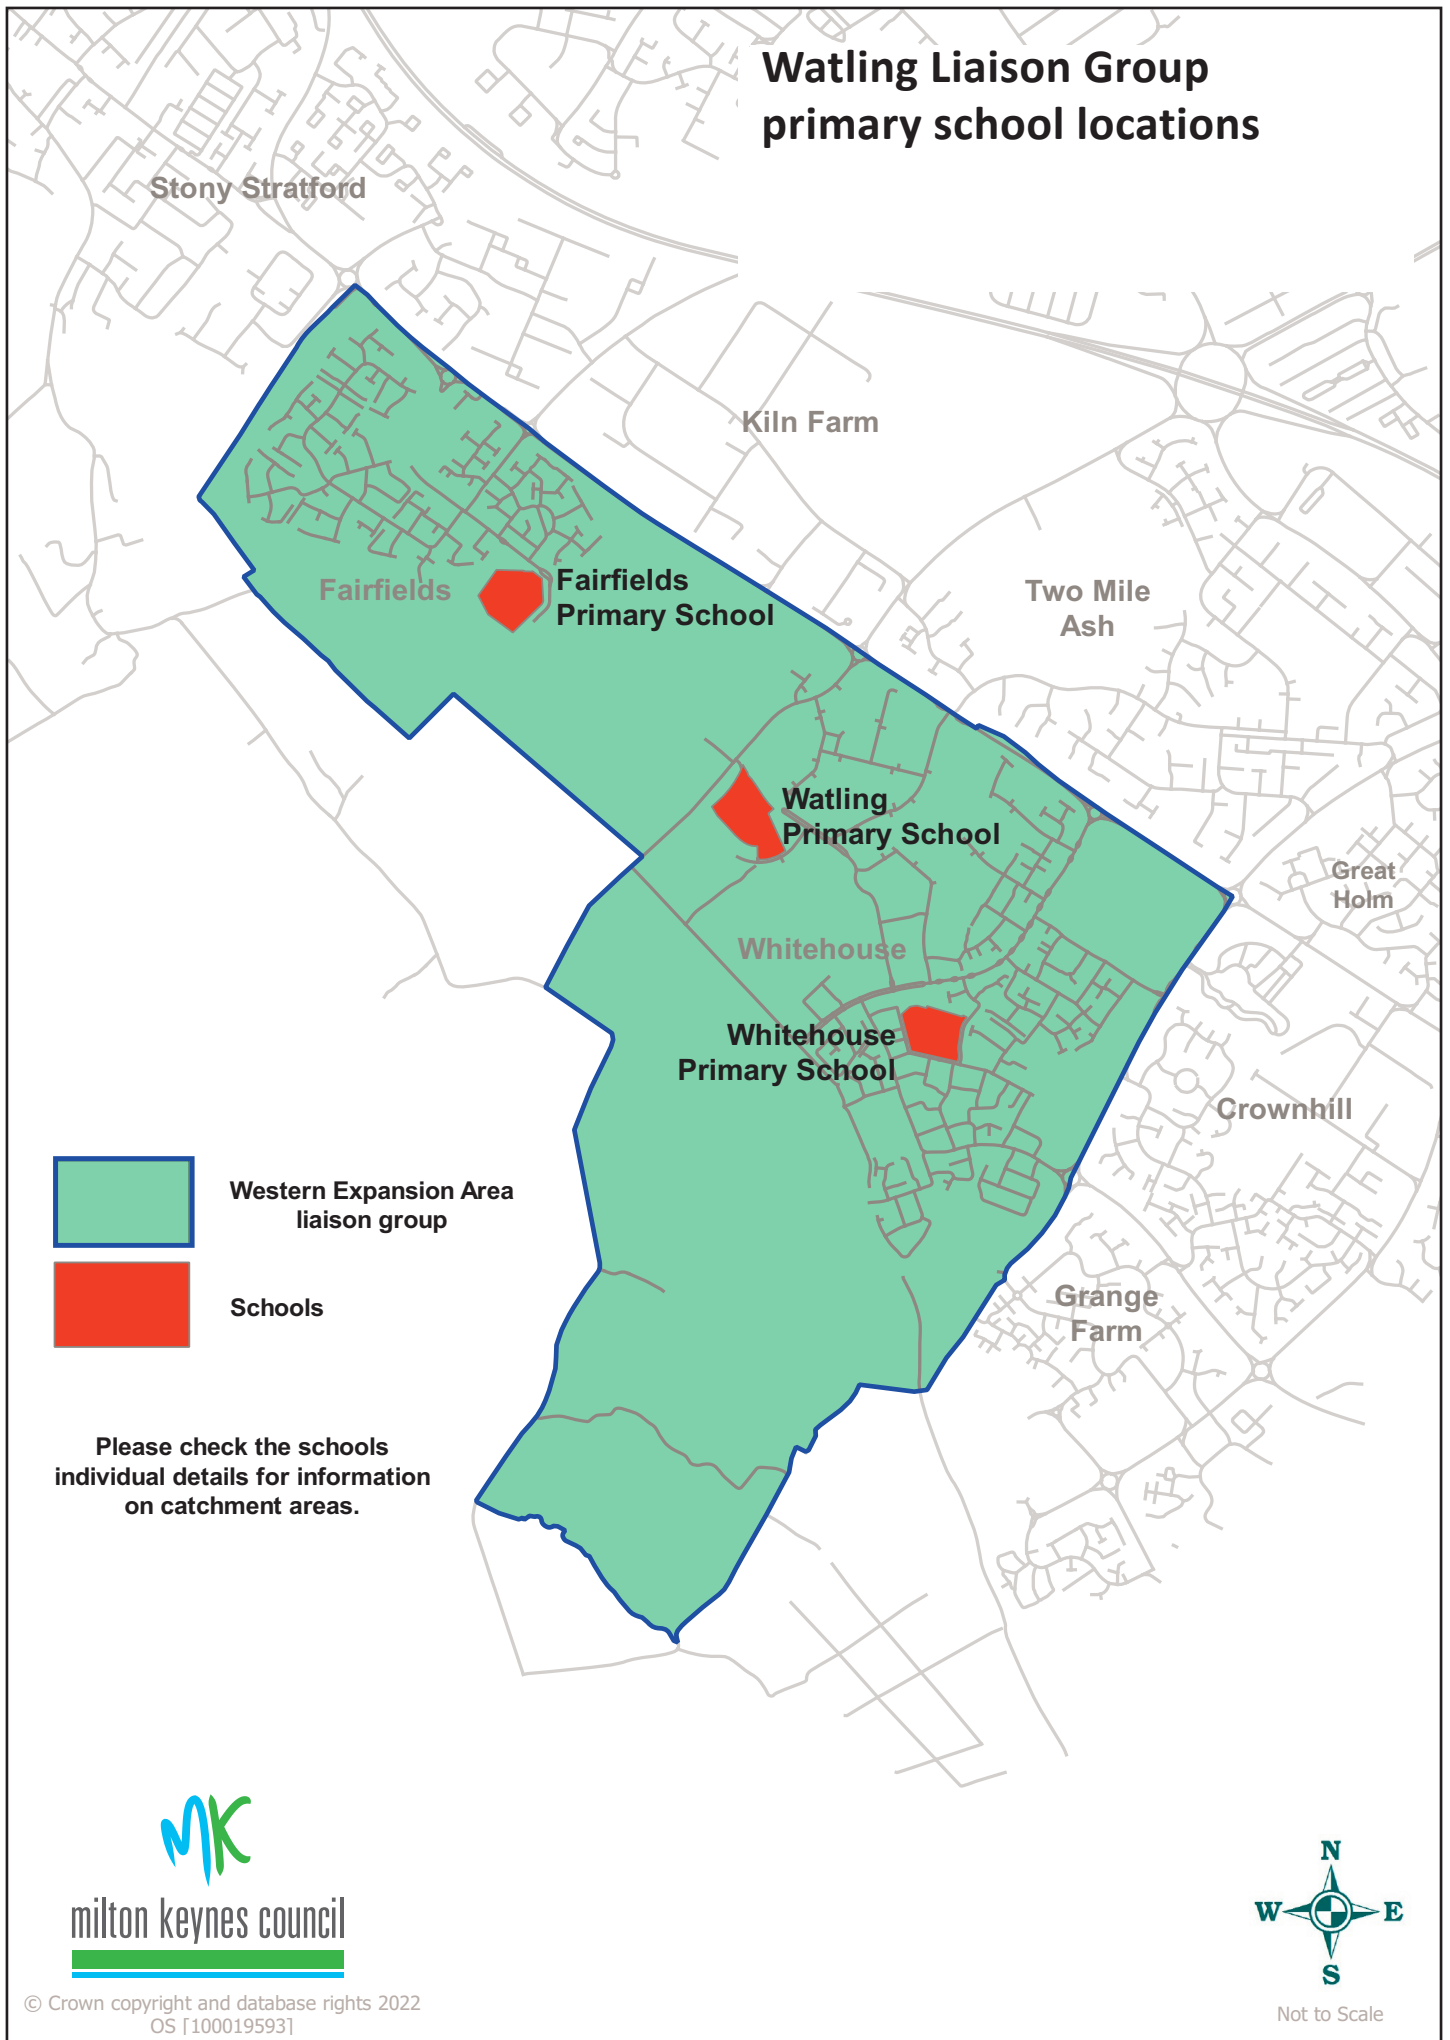 Watling Liaison Group
primary school locations
Stony Stratford
Kiln Farm
Fairfields
Fairfields
Primary School
Two Mile
Ash
Watling
Primary School
Great
Holm
Whitehouse
Whitehouse
Primary School
Crownhill
Western Expansion Area
liaison group
Grange
Farm
Schools
Please check the schools
individual details for information
on catchment areas.
MK
milton keynes council
N
W E
S
© Crown copyright and database rights 2022
OS [100019593]
Not to Scale